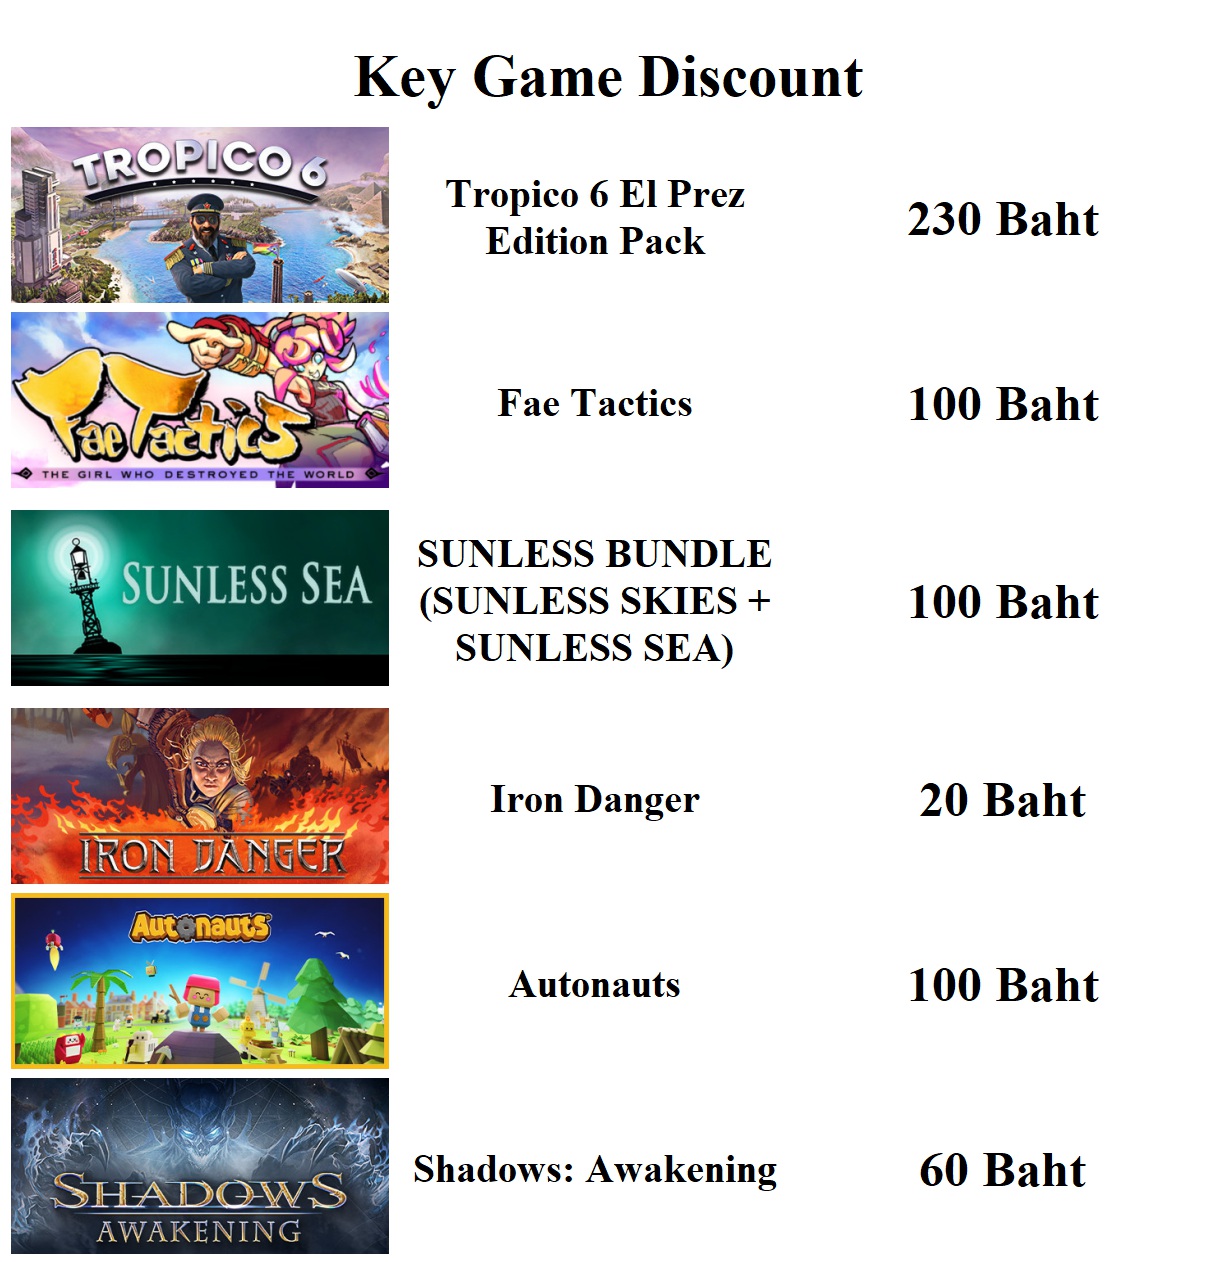 Key Game Discount
TROPICO 6
Tropico 6 El Prez
Edition Pack
230 Baht
Fae Tactics
THE GIRL WHO DESTROYED THE WORLD
Fae Tactics
100 Baht
SUNLESS SEA
SUNLESS BUNDLE
(SUNLESS SKIES +
SUNLESS SEA)
100 Baht
IRON DANGER
Iron Danger
20 Baht
Autonauts
Autonauts
100 Baht
SHADOWS
AWAKENING
Shadows: Awakening
60 Baht